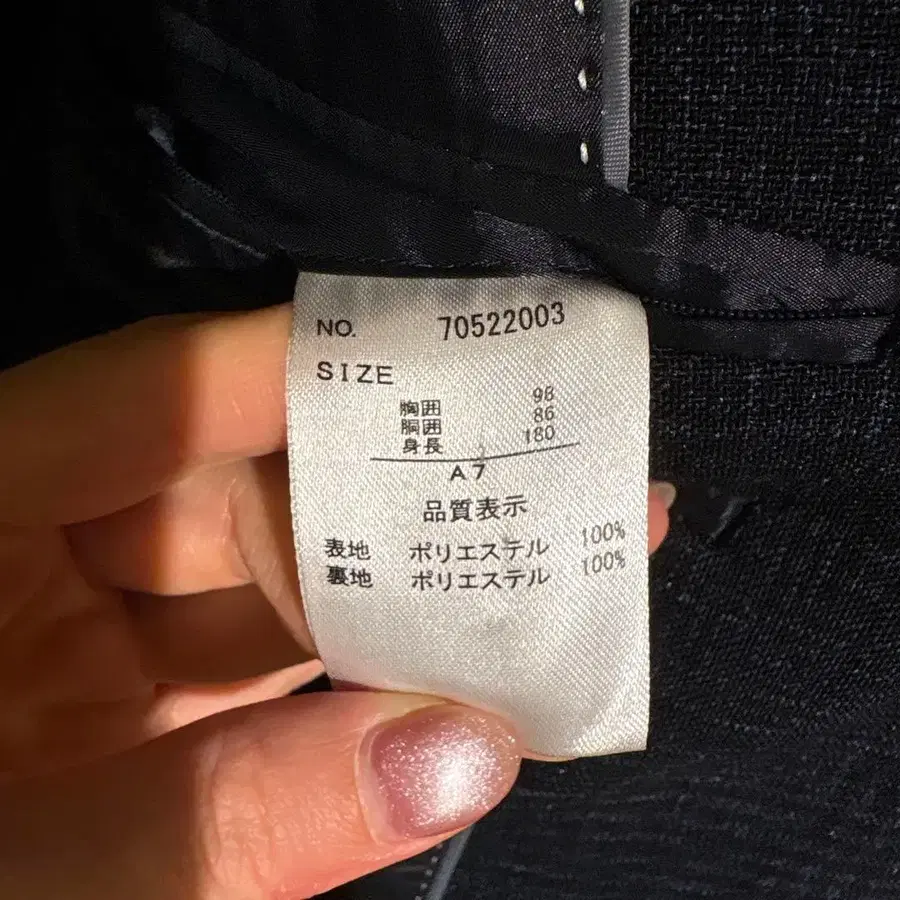 NO. 70522003
SIZE
胸囲 98
胴囲 86
身長 180
A7
品質表示
表地 ポリエステル 100%
裏地 ポリエステル 100%